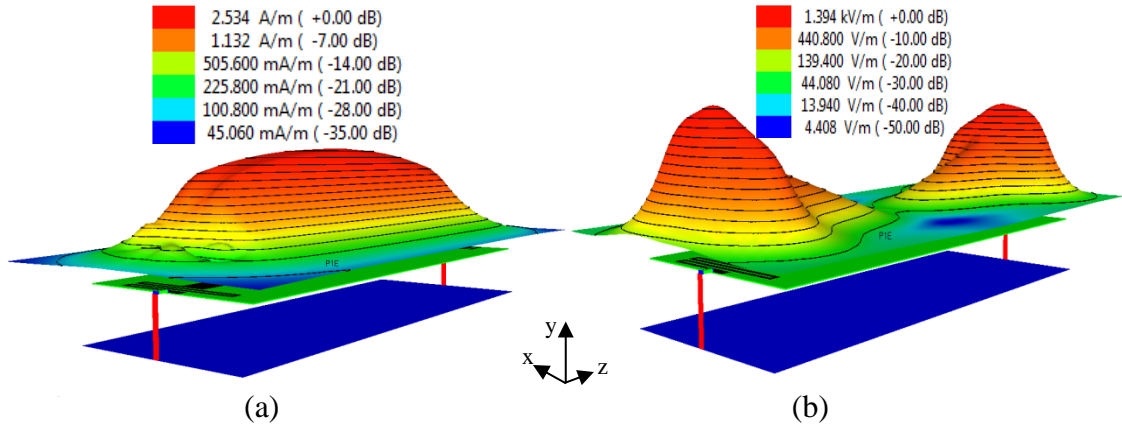 2.534 A/m ( +0.00 dB)
1.132 A/m ( -7.00 dB)
505.600 mA/m ( -14.00 dB)
225.800 mA/m ( -21.00 dB)
100.800 mA/m ( -28.00 dB)
45.060 mA/m ( -35.00 dB)
PIE
(a)
1.394 kV/m ( +0.00 dB)
440.800 V/m ( -10.00 dB)
139.400 V/m ( -20.00 dB)
44.080 V/m ( -30.00 dB)
13.940 V/m ( -40.00 dB)
4.408 V/m ( -50.00 dB)
PIE
(b)
y
x
z